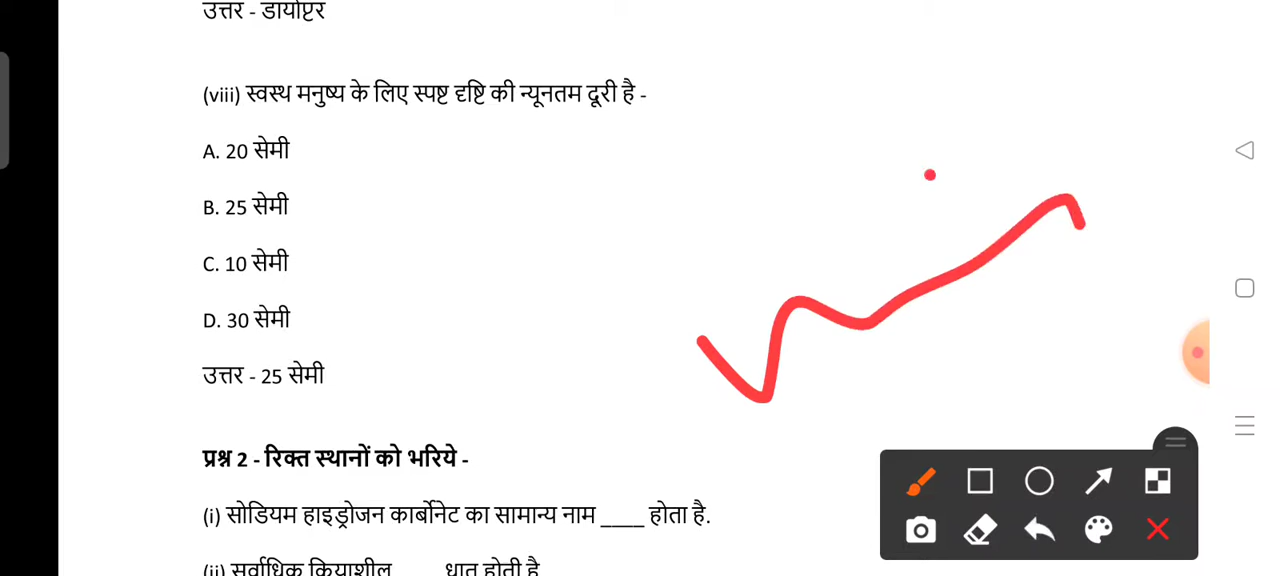 उत्तर - डायोप्टर
(viii) स्वस्थ मनुष्य के लिए स्पष्ट दृष्टि की न्यूनतम दूरी है -
A. 20 सेमी
B. 25 सेमी
C. 10 सेमी
D. 30 सेमी
उत्तर - 25 सेमी
प्रश्न 2 - रिक्त स्थानों को भरिये -
(i) सोडियम हाइड्रोजन कार्बोनेट का सामान्य नाम ____ होता है.
(ii) सर्वाधिक क्रियाशील ____ धातु होती है